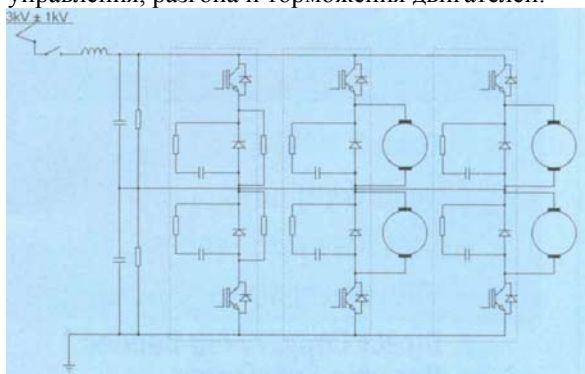 управления, разгона и торможения двигателей.
3kV ± 1kV